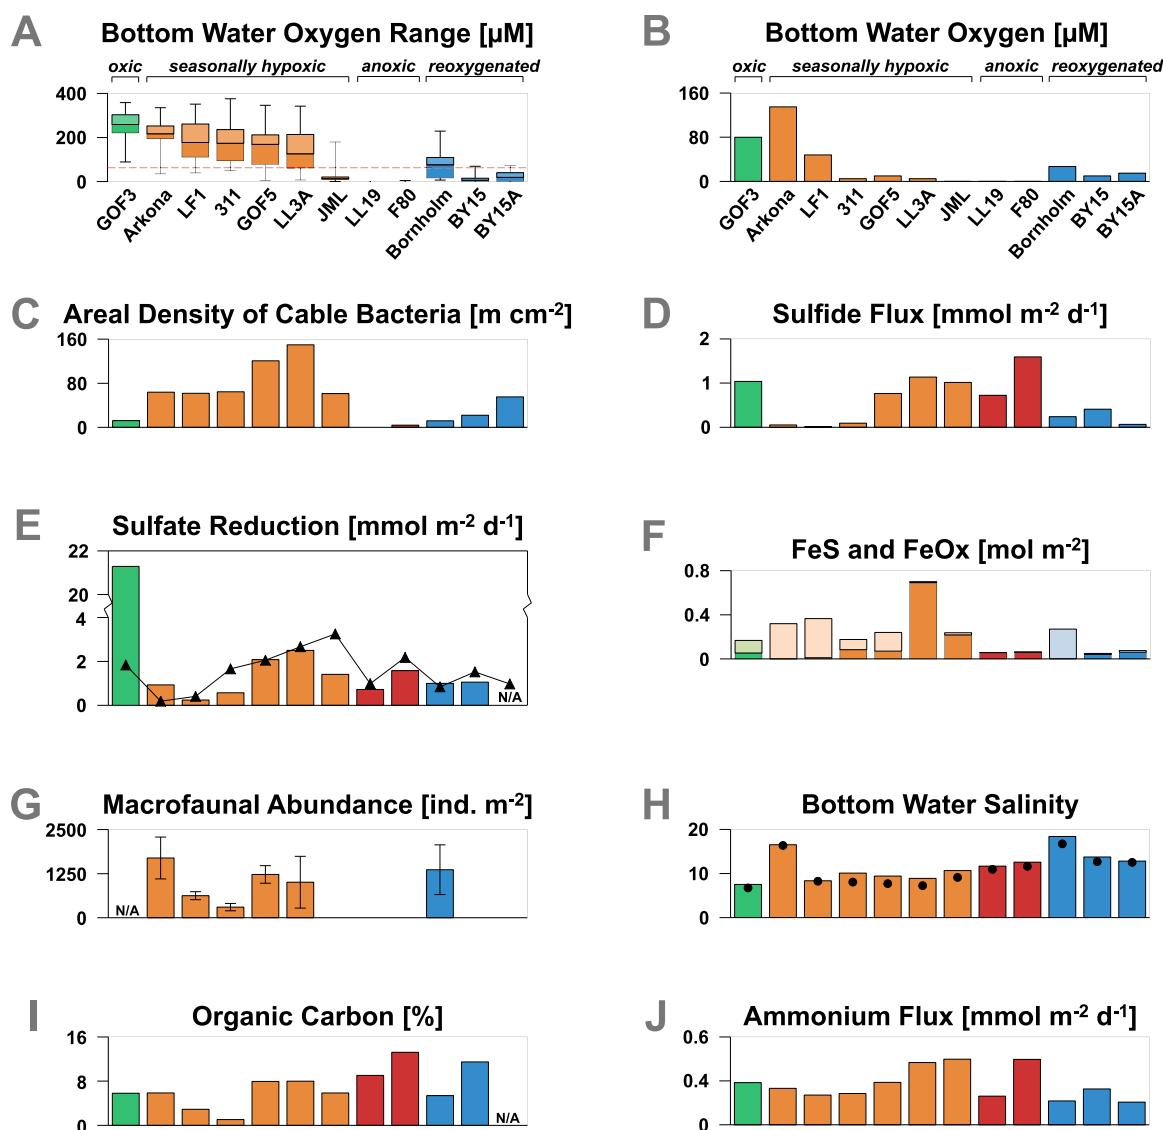 A
Bottom Water Oxygen Range [µM]
oxic
seasonally hypoxic
anoxic
reoxygenated
400
200
0
GOF3
Arkona
LF1
311
GOF5
LL3A
JML
LL19
F80
Bornholm
BY15
BY15A
B
Bottom Water Oxygen [µM]
oxic
seasonally hypoxic
anoxic
reoxygenated
160
80
0
GOF3
Arkona
LF1
311
GOF5
LL3A
JML
LL19
F80
Bornholm
BY15
BY15A
C
Areal Density of Cable Bacteria [m cm-2]
160
80
0
D
Sulfide Flux [mmol m-2 d-1]
2
1
0
E
Sulfate Reduction [mmol m-2 d-1]
22
20
4
2
0
N/A
F
FeS and FeOx [mol m-2]
0.8
0.4
0
G
Macrofaunal Abundance [ind. m-2]
2500
1250
0
N/A
H
Bottom Water Salinity
20
10
0
I
Organic Carbon [%]
16
8
0
N/A
J
Ammonium Flux [mmol m-2 d-1]
0.6
0.4
0